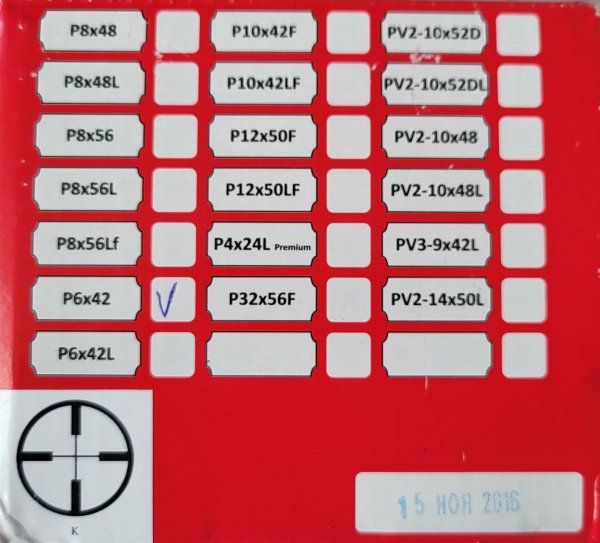 P8x48 P10x42F PV2-10x52D
P8x48L P10x42LF PV2-10x52DL
P8x56 P12x50F PV2-10x48
P8x56L P12x50LF PV2-10x48L
P8x56Lf P4x24L Premium PV3-9x42L
P6x42 V P32x56F PV2-14x50L
P6x42L
K
15 НОЯ 2016